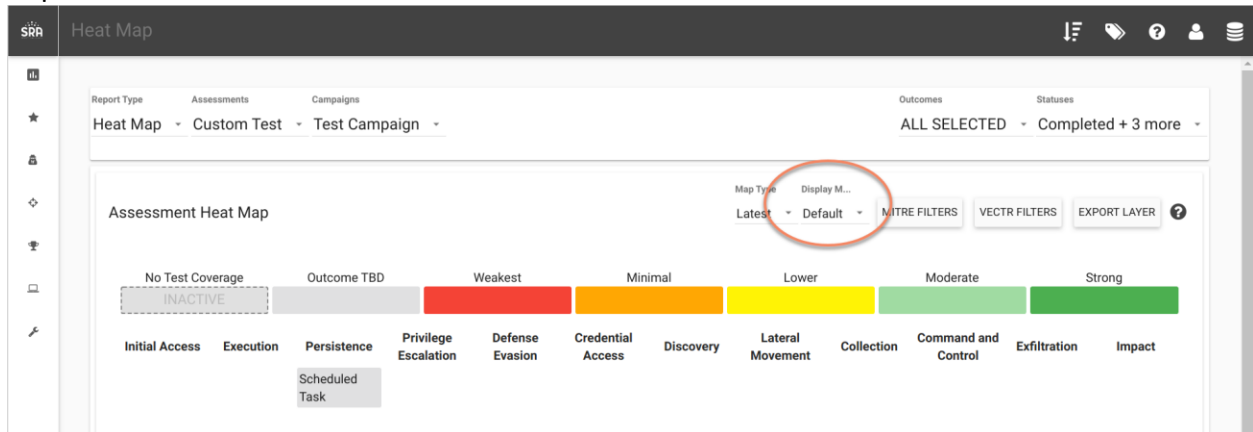 SRA Heat Map
Report Type Assessments Campaigns Outcomes Statuses
Heat Map Custom Test Test Campaign ALL SELECTED Completed + 3 more
Map Type Display M...
Assessment Heat Map Latest Default MITRE FILTERS VECTR FILTERS EXPORT LAYER
No Test Coverage Outcome TBD Weakest Minimal Lower Moderate Strong
INACTIVE
Initial Access Execution Persistence Privilege Escalation Defense Evasion Credential Access Discovery Lateral Movement Collection Command and Control Exfiltration Impact
Scheduled
Task